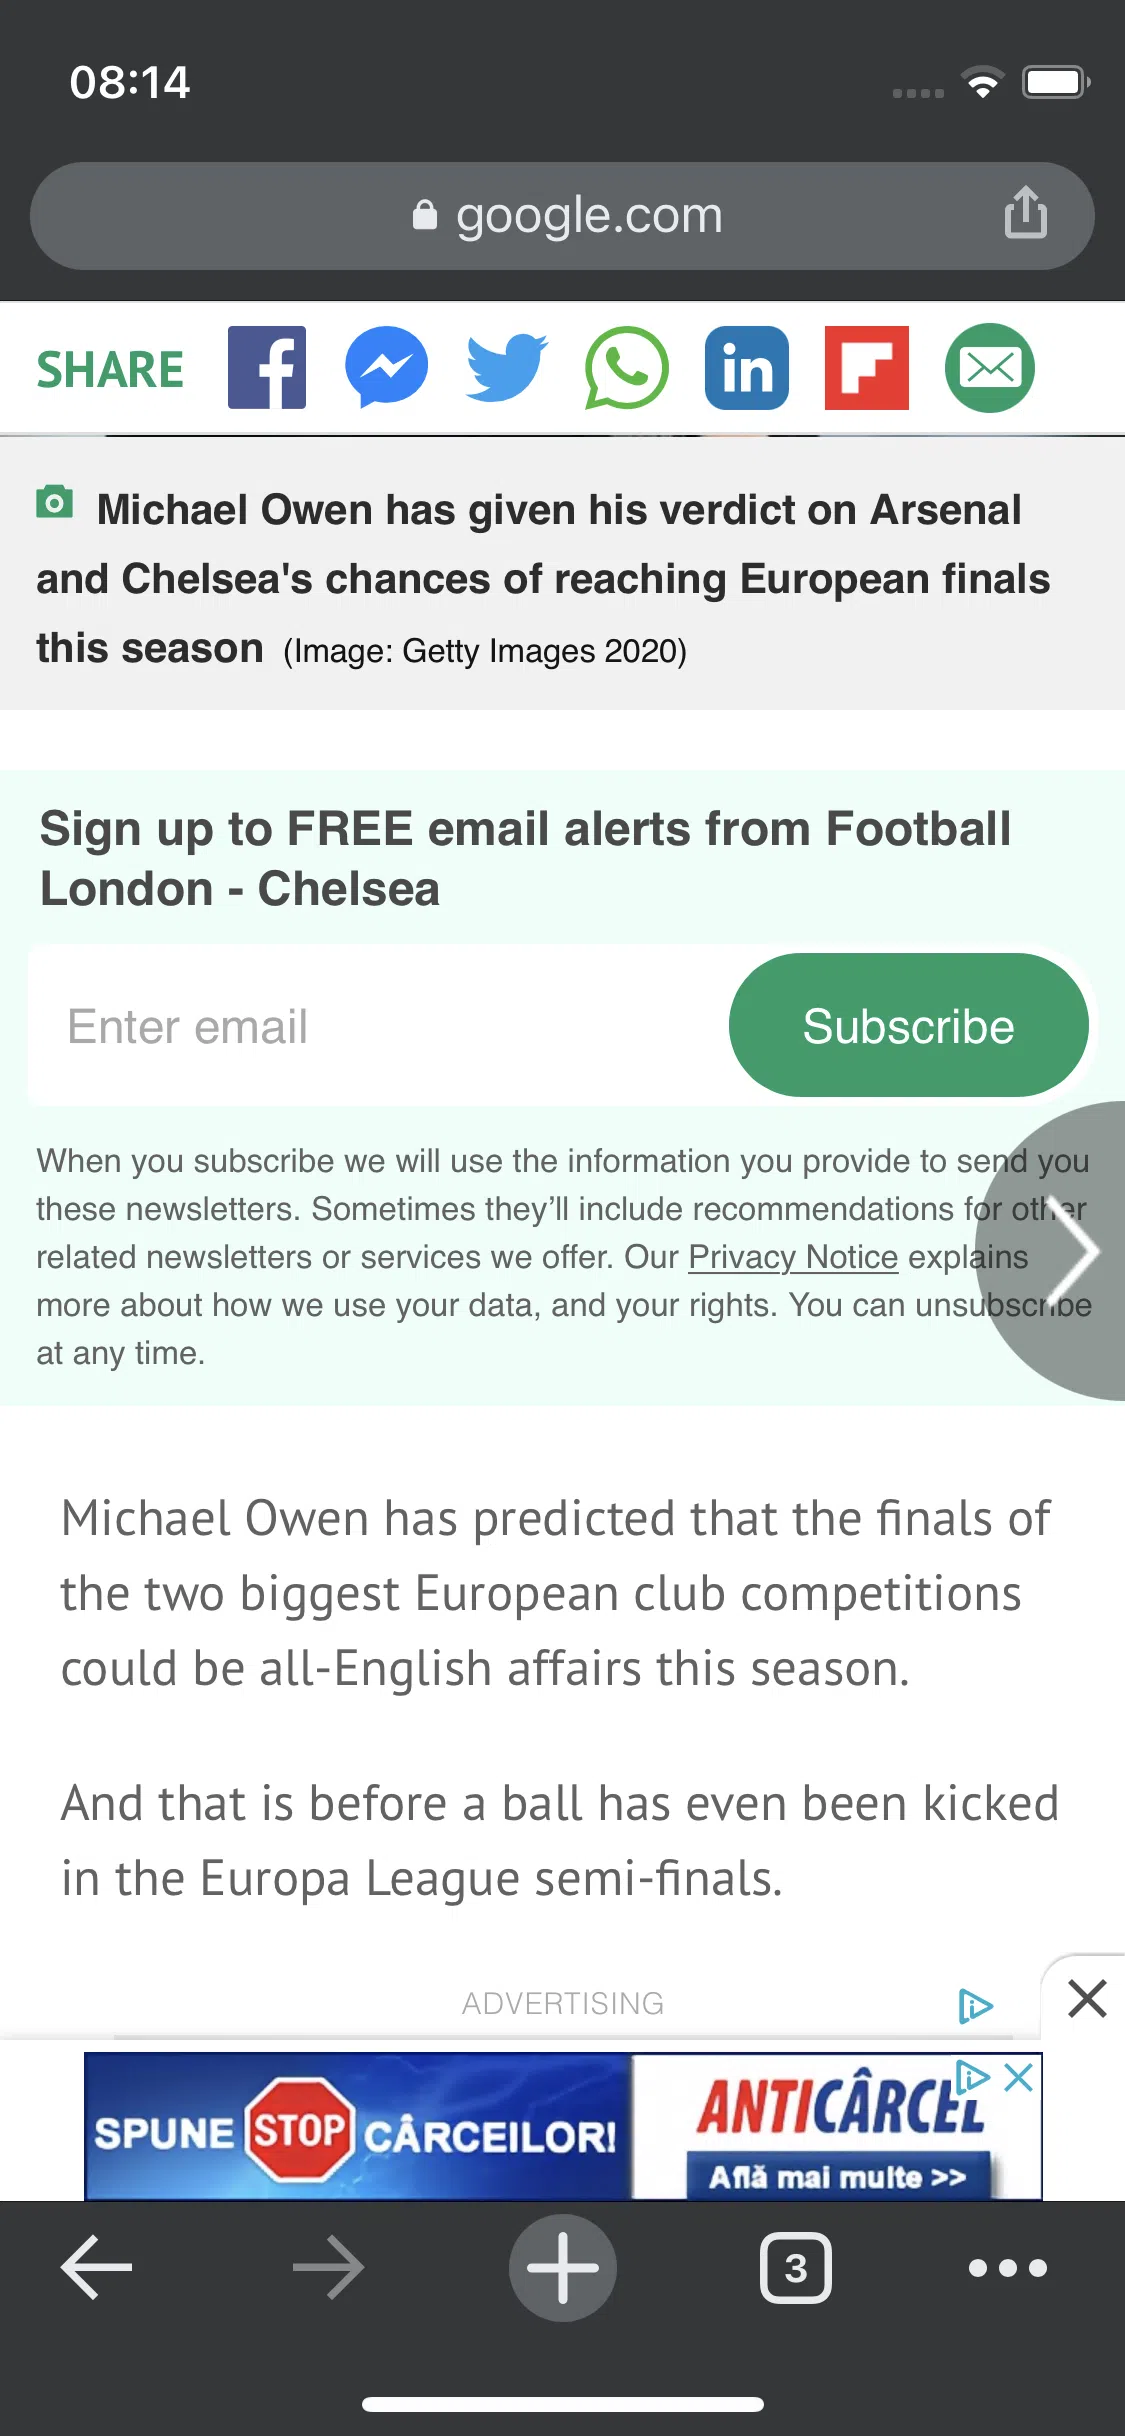 08:14
google.com
SHARE
Michael Owen has given his verdict on Arsenal
and Chelsea's chances of reaching European finals
this season (Image: Getty Images 2020)
Sign up to FREE email alerts from Football
London - Chelsea
Enter email
Subscribe
When you subscribe we will use the information you provide to send you
these newsletters. Sometimes they’ll include recommendations for other
related newsletters or services we offer. Our Privacy Notice explains
more about how we use your data, and your rights. You can unsubscribe
at any time.
Michael Owen has predicted that the finals of
the two biggest European club competitions
could be all-English affairs this season.
And that is before a ball has even been kicked
in the Europa League semi-finals.
ADVERTISING
SPUNE STOP CÂRCEILOR!
ANTICÂRCEL
Află mai multe >>
3